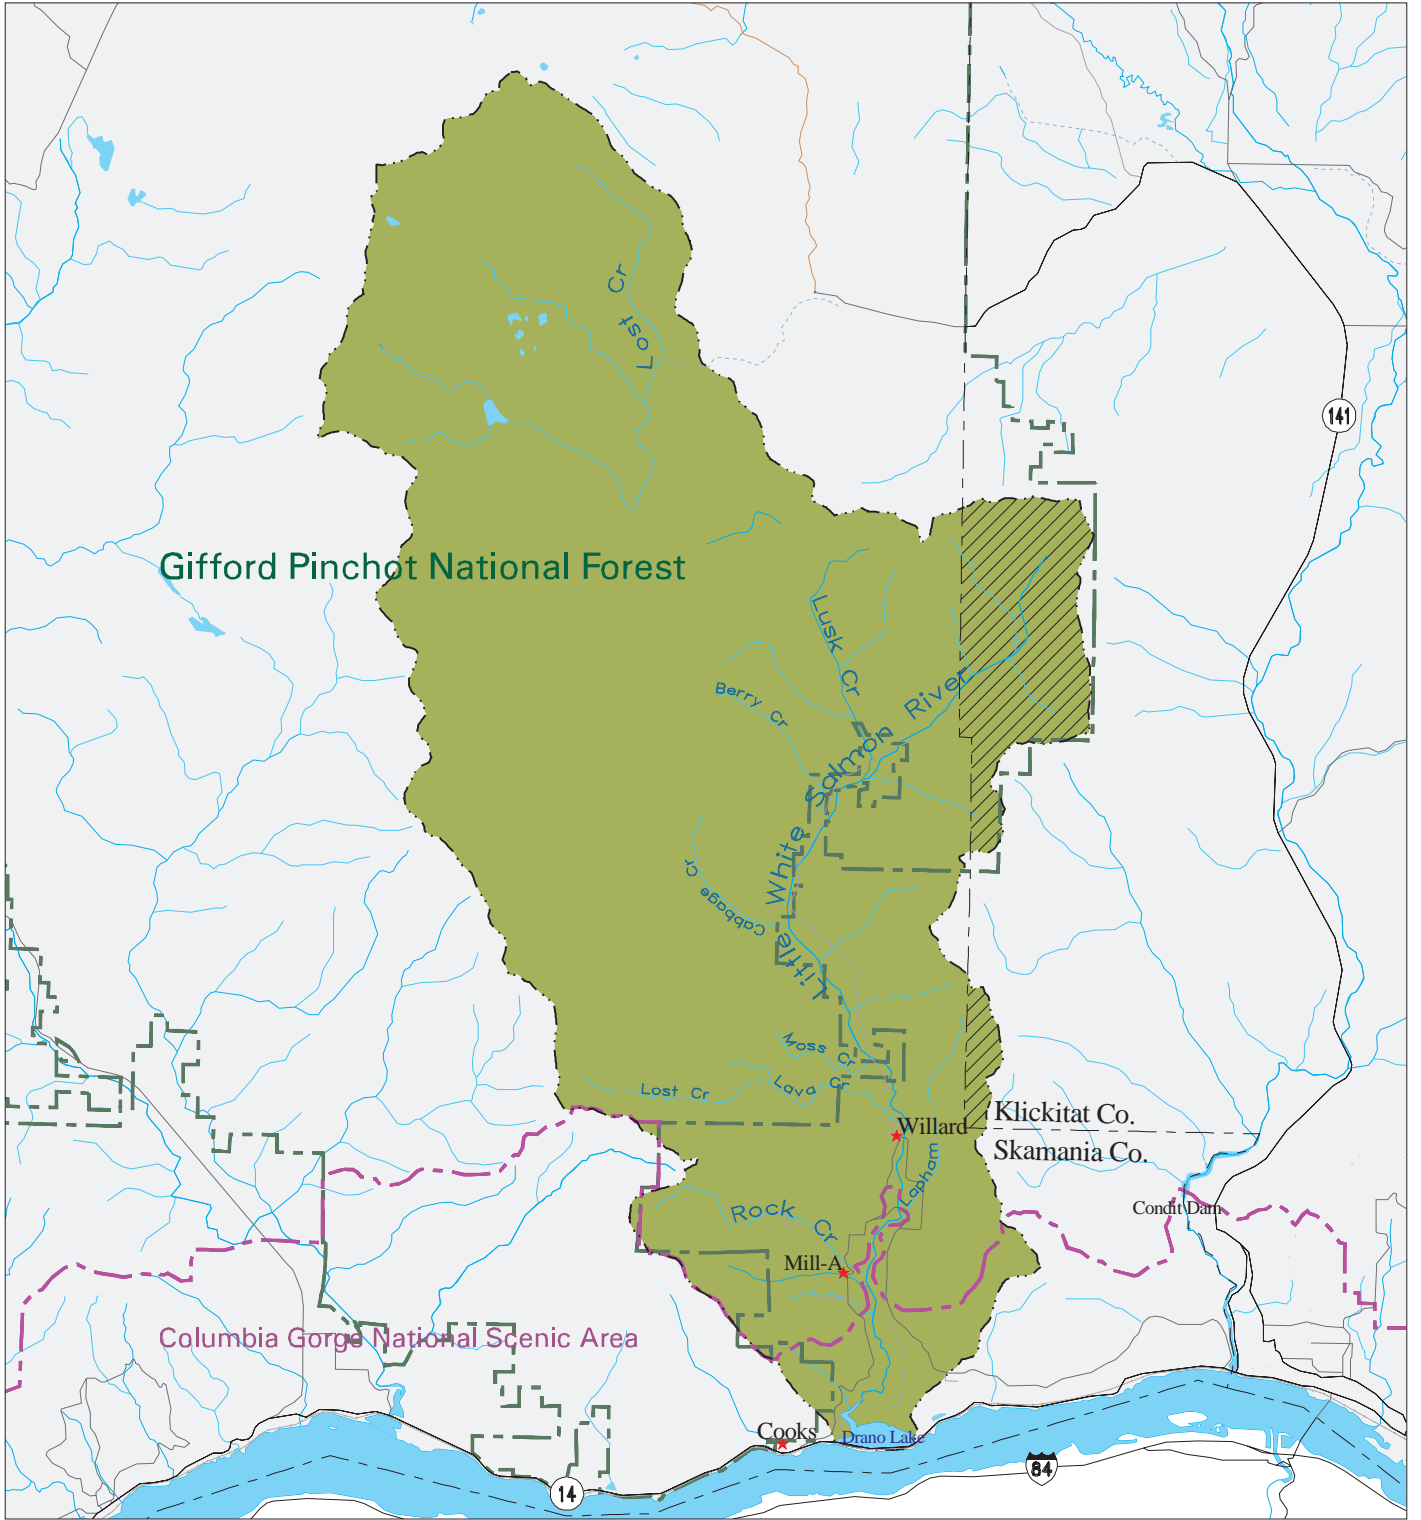 Lost Cr
141
Gifford Pinchot National Forest
Lusk Cr
Berry Cr
Little White Salmon River
Cabbage Cr
Moss Cr
Lava Cr
Lost Cr
Klickitat Co.
Willard
Skamania Co.
Lapham
Condit Dam
Rock Cr
Mill-A
Columbia Gorge National Scenic Area
Cooks
Drano Lake
84
14